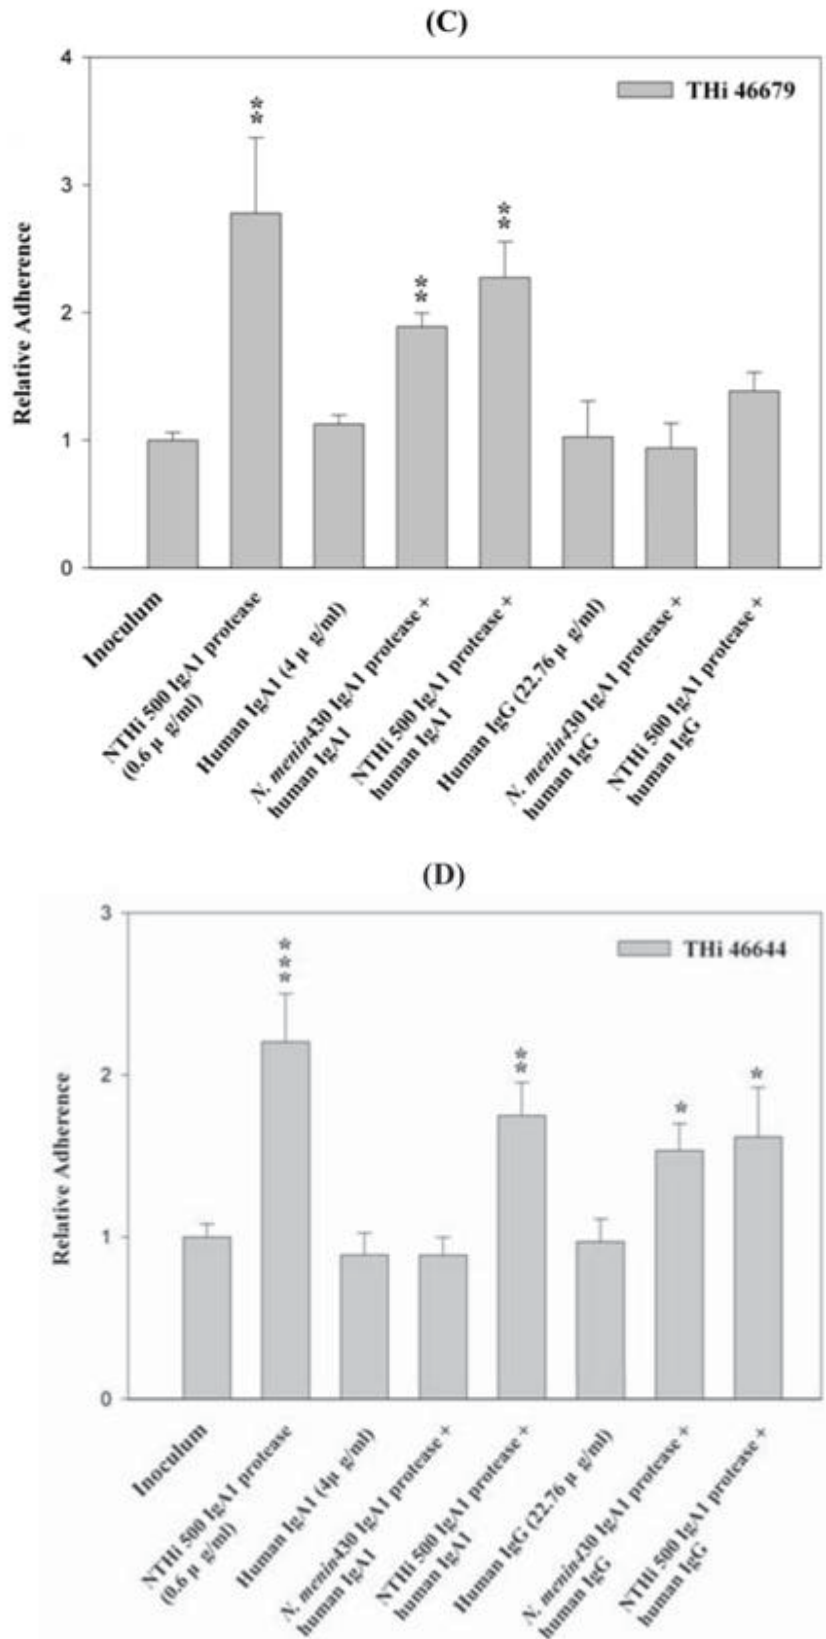 (C)
4
THi 46679
**
3
**
**
2
1
0
Relative Adherence
Inoculum
NTHi 500 IgA1 protease
(0.6 μ g/ml)
Human IgA1 (4 μ g/ml)
N. menin430 IgA1 protease +
human IgA1
NTHi 500 IgA1 protease +
human IgA1
Human IgG (22.76 μ g/ml)
N. menin430 IgA1 protease +
human IgG
NTHi 500 IgA1 protease +
human IgG
(D)
3
THi 46644
***
**
*
*
2
1
0
Relative Adherence
Inoculum
NTHi 500 IgA1 protease
(0.6 μ g/ml)
Human IgA1 (4μ g/ml)
N. menin430 IgA1 protease +
human IgA1
NTHi 500 IgA1 protease +
human IgA1
Human IgG (22.76 μ g/ml)
N. menin430 IgA1 protease +
human IgG
NTHi 500 IgA1 protease +
human IgG